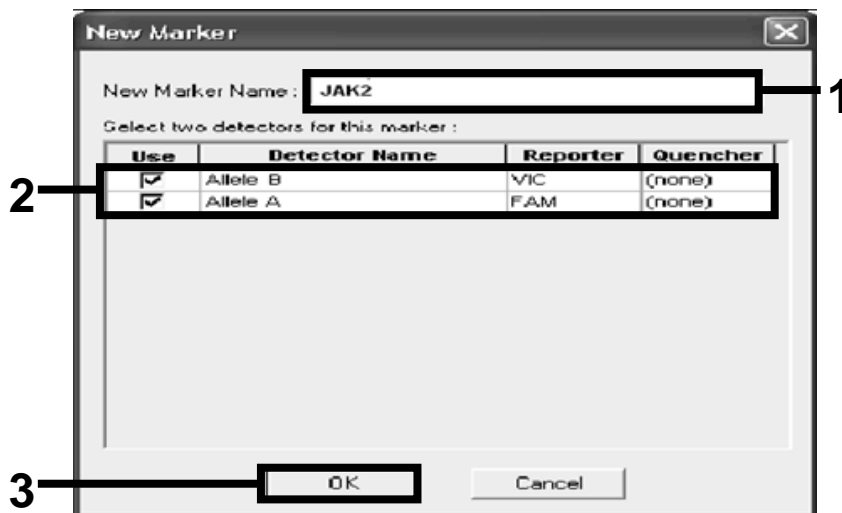 New Marker
New Marker Name : JAK2
1
Select two detectors for this marker :
Use Detector Name Reporter Quencher
2
Allele B VIC (none)
Allele A FAM (none)
3
OK Cancel